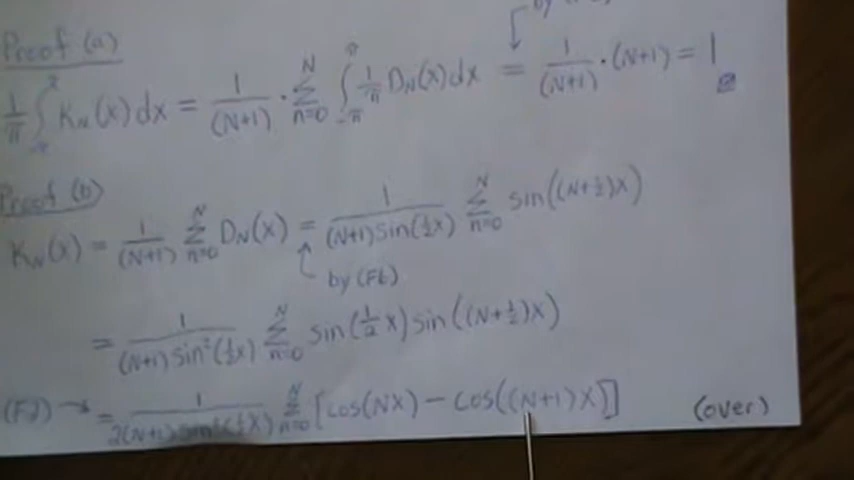 by
Proof (a)
1/π ∫_{-π}^{π} K_N(x) dx = 1/(N+1) · Σ_{n=0}^{N} ∫_{-π}^{π} 1/π D_N(x) dx = 1/(N+1) · (N+1) = 1
Proof (b)
K_N(x) = 1/(N+1) Σ_{n=0}^{N} D_N(x) = 1/((N+1) sin(½x)) Σ_{n=0}^{N} sin((N+½)x)
by (F6)
= 1/((N+1) sin²(½x)) Σ_{n=0}^{N} sin(½x) sin((N+½)x)
→ = 1/(2(N+1) sin²(½x)) Σ_{n=0}^{N} [cos(Nx) − cos((N+1)x)] (over)